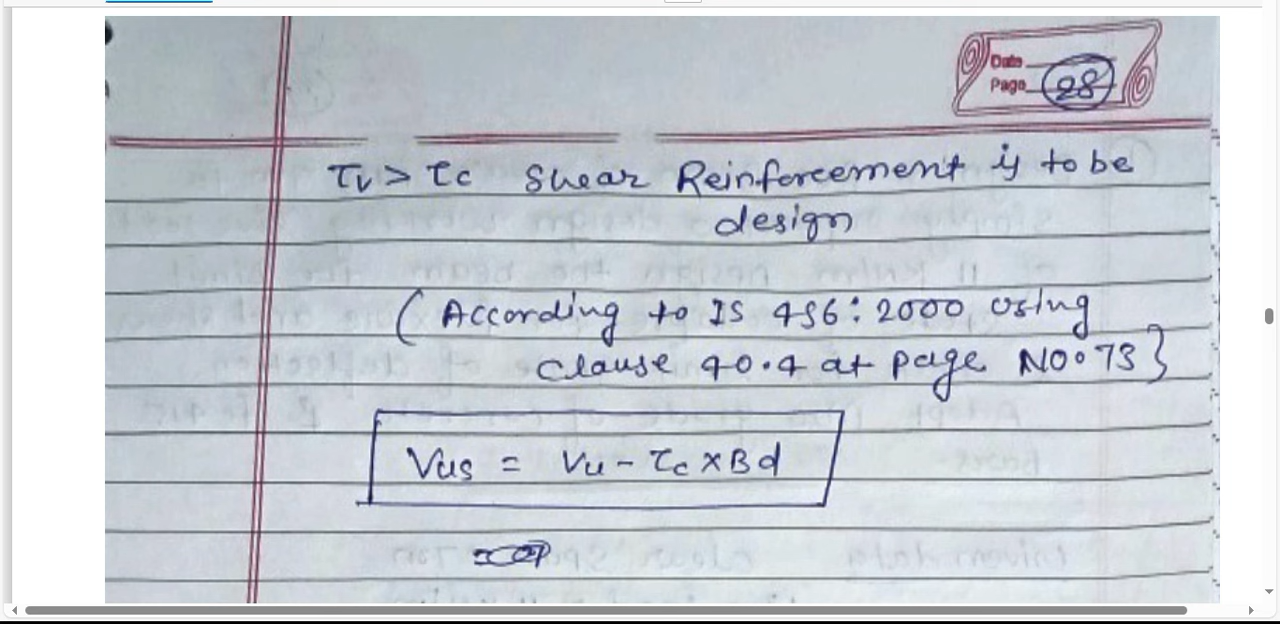 Date
Page 28
τv > τc Shear Reinforcement is to be
design
( According to IS 456: 2000 using
clause 40.4 at page NO. 73 }
Vus = Vu - τc × Bd